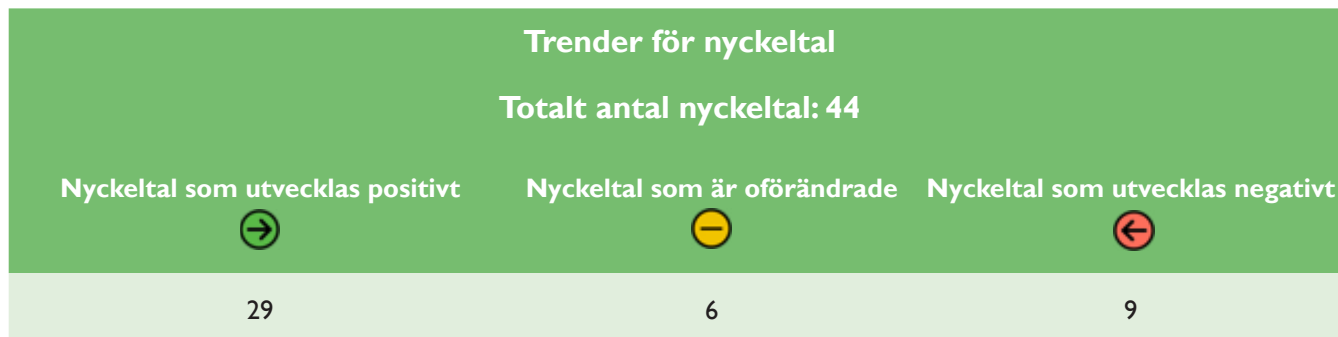 Trender för nyckeltal
Totalt antal nyckeltal: 44
Nyckeltal som utvecklas positivt Nyckeltal som är oförändrade Nyckeltal som utvecklas negativt
29 6 9